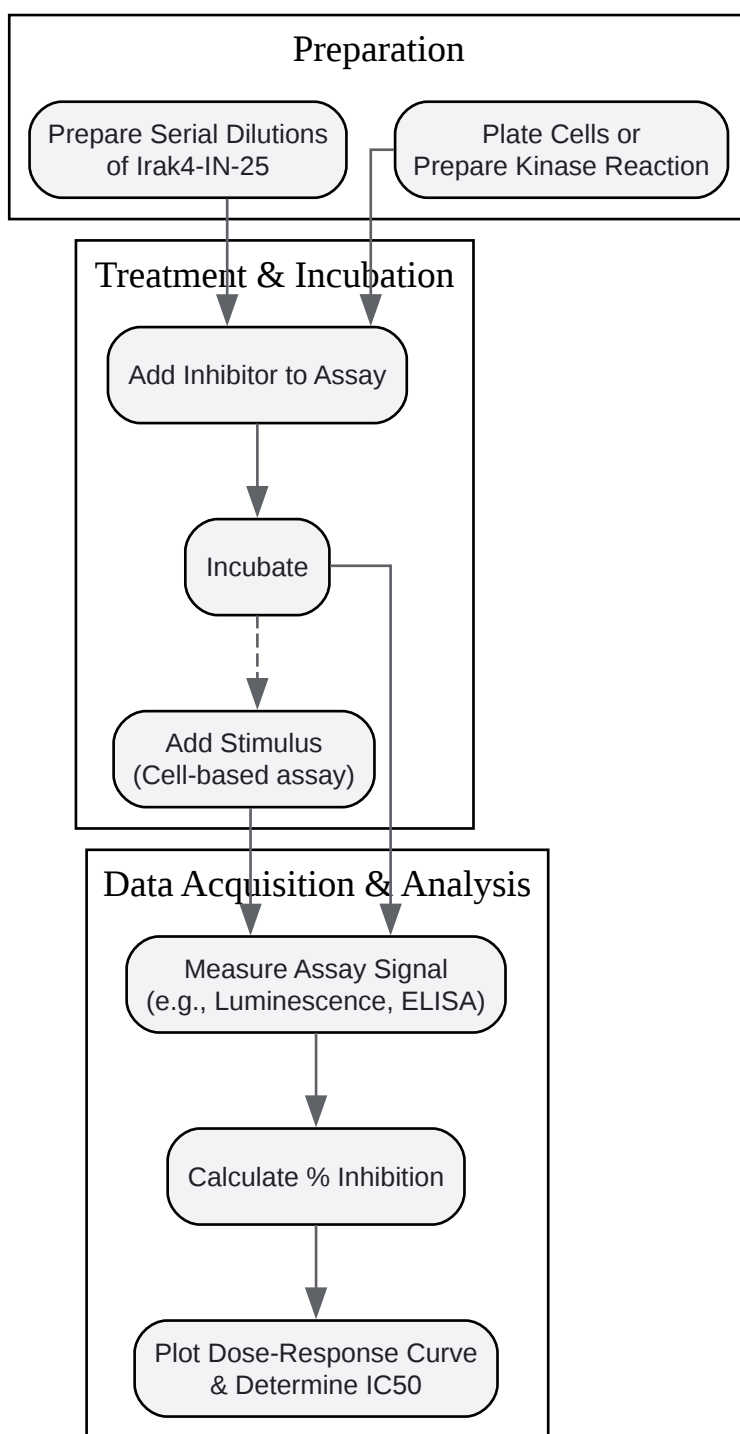 Preparation
Prepare Serial Dilutions
of Irak4-IN-25
Plate Cells or
Prepare Kinase Reaction
Treatment & Incubation
Add Inhibitor to Assay
Incubate
Add Stimulus
(Cell-based assay)
Data Acquisition & Analysis
Measure Assay Signal
(e.g., Luminescence, ELISA)
Calculate % Inhibition
Plot Dose-Response Curve
& Determine IC50